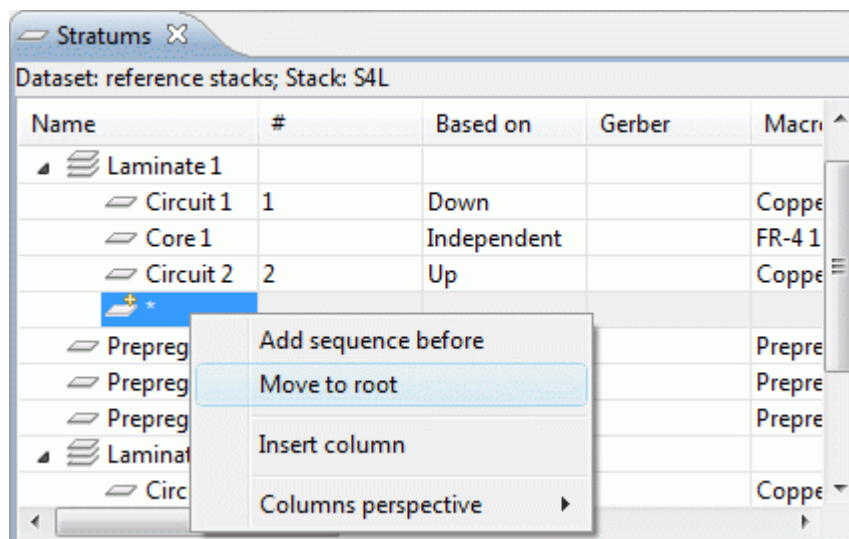 Stratums
Dataset: reference stacks; Stack: S4L
Name # Based on Gerber Macr
Laminate 1
Circuit 1 1 Down Coppe
Core 1 Independent FR-4 1
Circuit 2 2 Up Coppe
*
Add sequence before
Prepreg Prepre
Move to root
Prepreg Prepre
Prepreg Prepre
Insert column
Laminat
Columns perspective
Circ Coppe